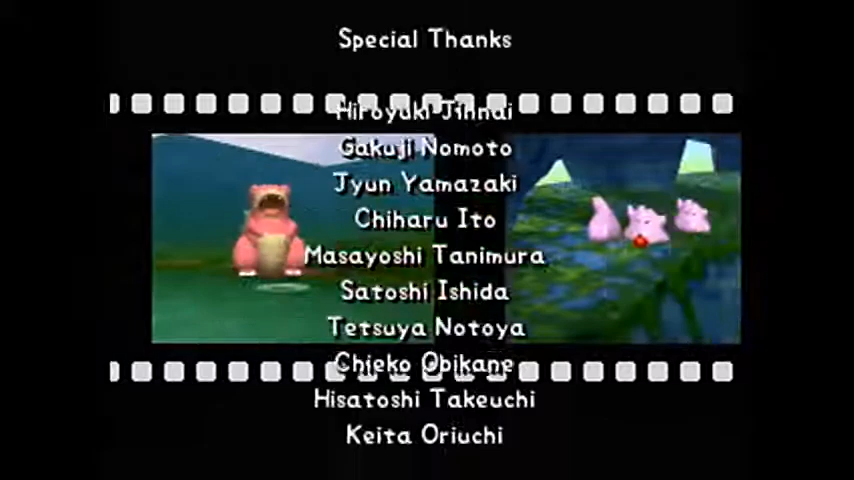 Special Thanks
Hiroyuki Jinnai
Gakuji Nomoto
Jyun Yamazaki
Chiharu Ito
Masayoshi Tanimura
Satoshi Ishida
Tetsuya Notoya
Chieko Obikane
Hisatoshi Takeuchi
Keita Oriuchi